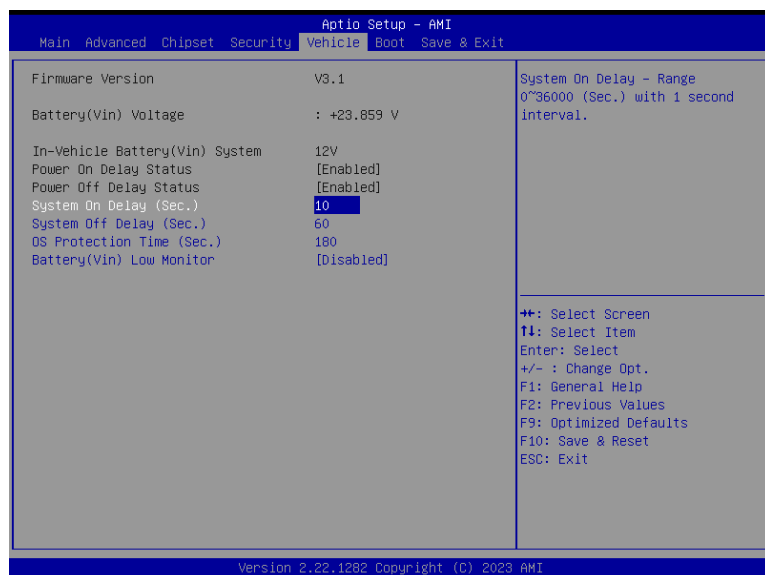 Aptio Setup – AMI
Main Advanced Chipset Security Vehicle Boot Save & Exit
Firmware Version V3.1
Battery(Vin) Voltage : +23.859 V
In-Vehicle Battery(Vin) System 12V
Power On Delay Status [Enabled]
Power Off Delay Status [Enabled]
System On Delay (Sec.) 10
System Off Delay (Sec.) 60
OS Protection Time (Sec.) 180
Battery(Vin) Low Monitor [Disabled]
System On Delay – Range
0~36000 (Sec.) with 1 second
interval.
→←: Select Screen
↑↓: Select Item
Enter: Select
+/- : Change Opt.
F1: General Help
F2: Previous Values
F9: Optimized Defaults
F10: Save & Reset
ESC: Exit
Version 2.22.1282 Copyright (C) 2023 AMI